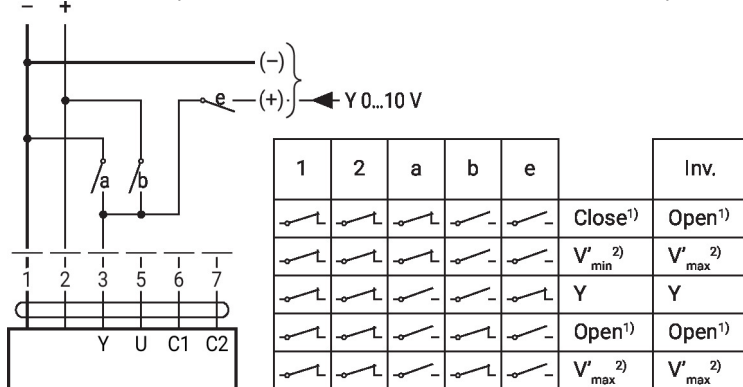 − +
(−)
e (+) Y 0...10 V
a b
1 2 a b e Inv.
Close¹⁾ Open¹⁾
V'min²⁾ V'max²⁾
Y Y
Open¹⁾ Open¹⁾
V'max²⁾ V'max²⁾
1 2 3 5 6 7
Y U C1 C2